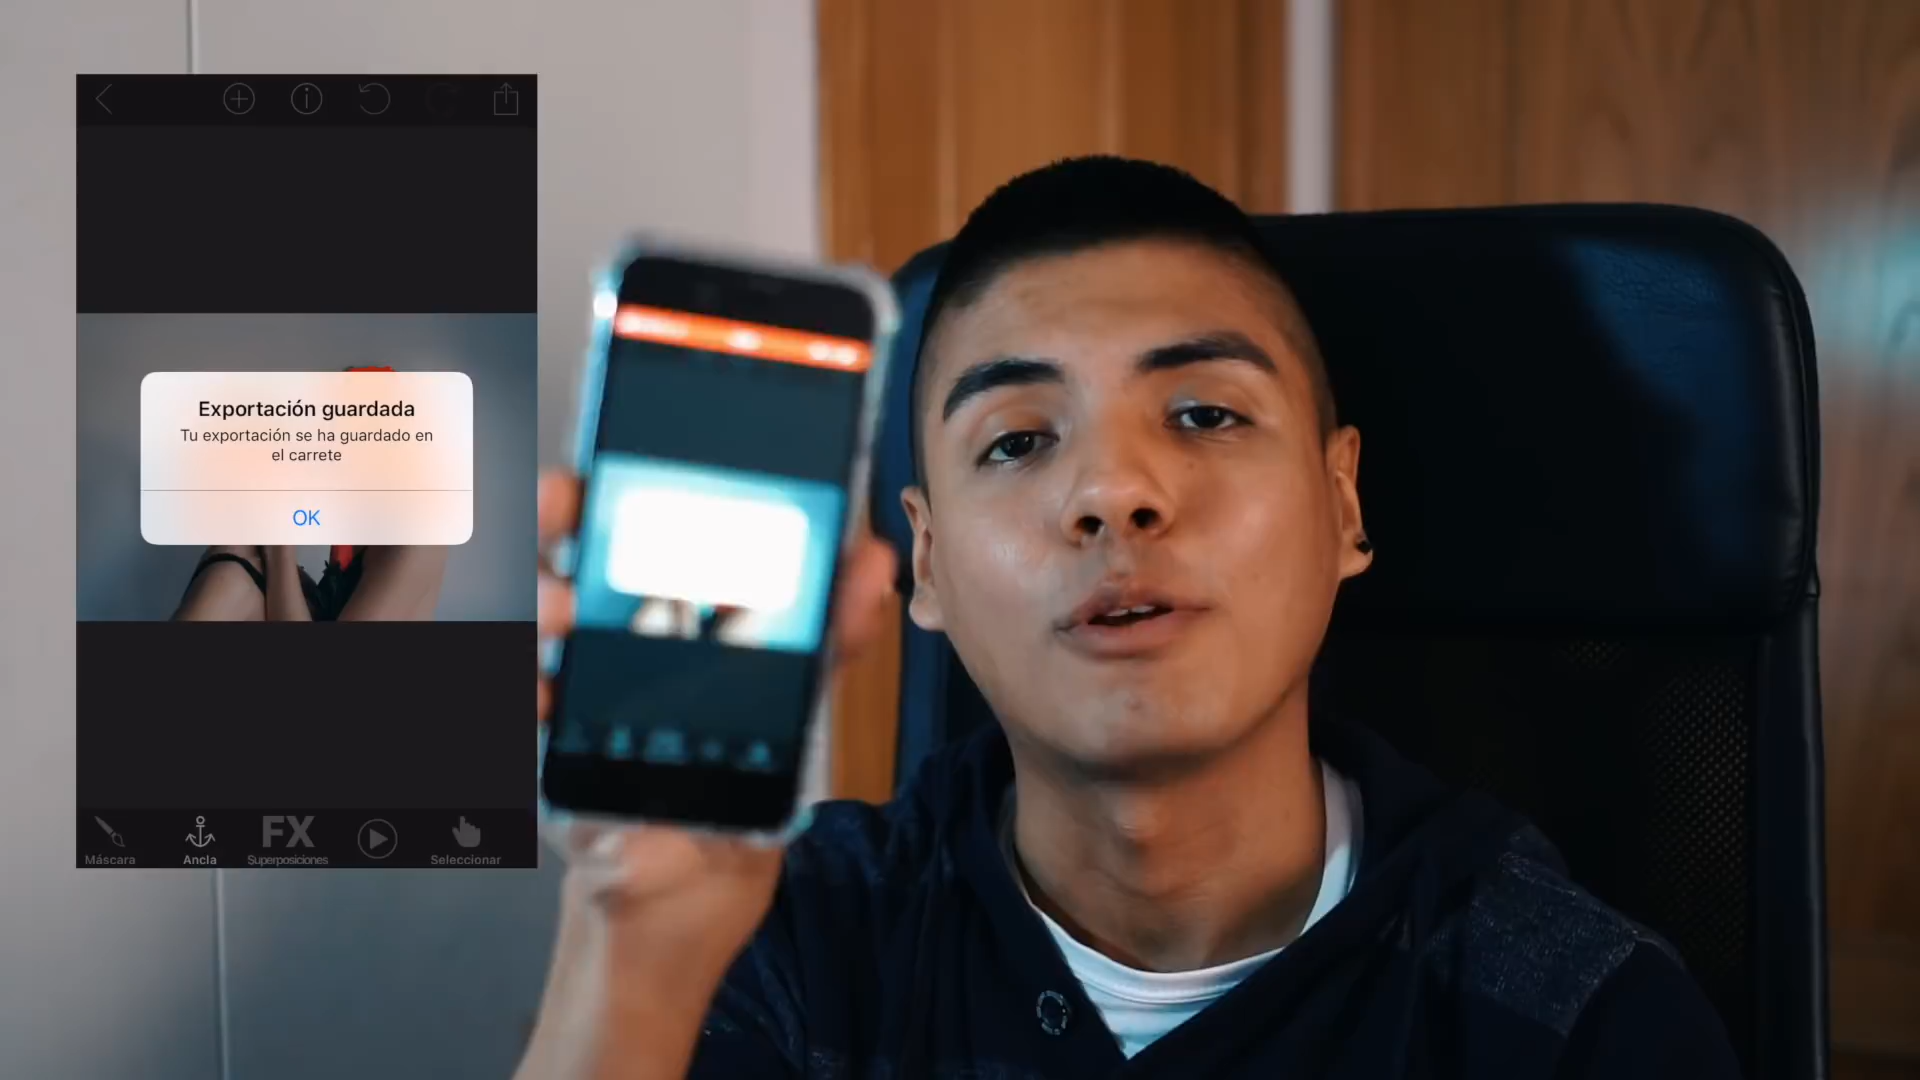 Exportación guardada
Tu exportación se ha guardado en
el carrete
OK
FX
Máscara
Ancla
Superposiciones
Seleccionar